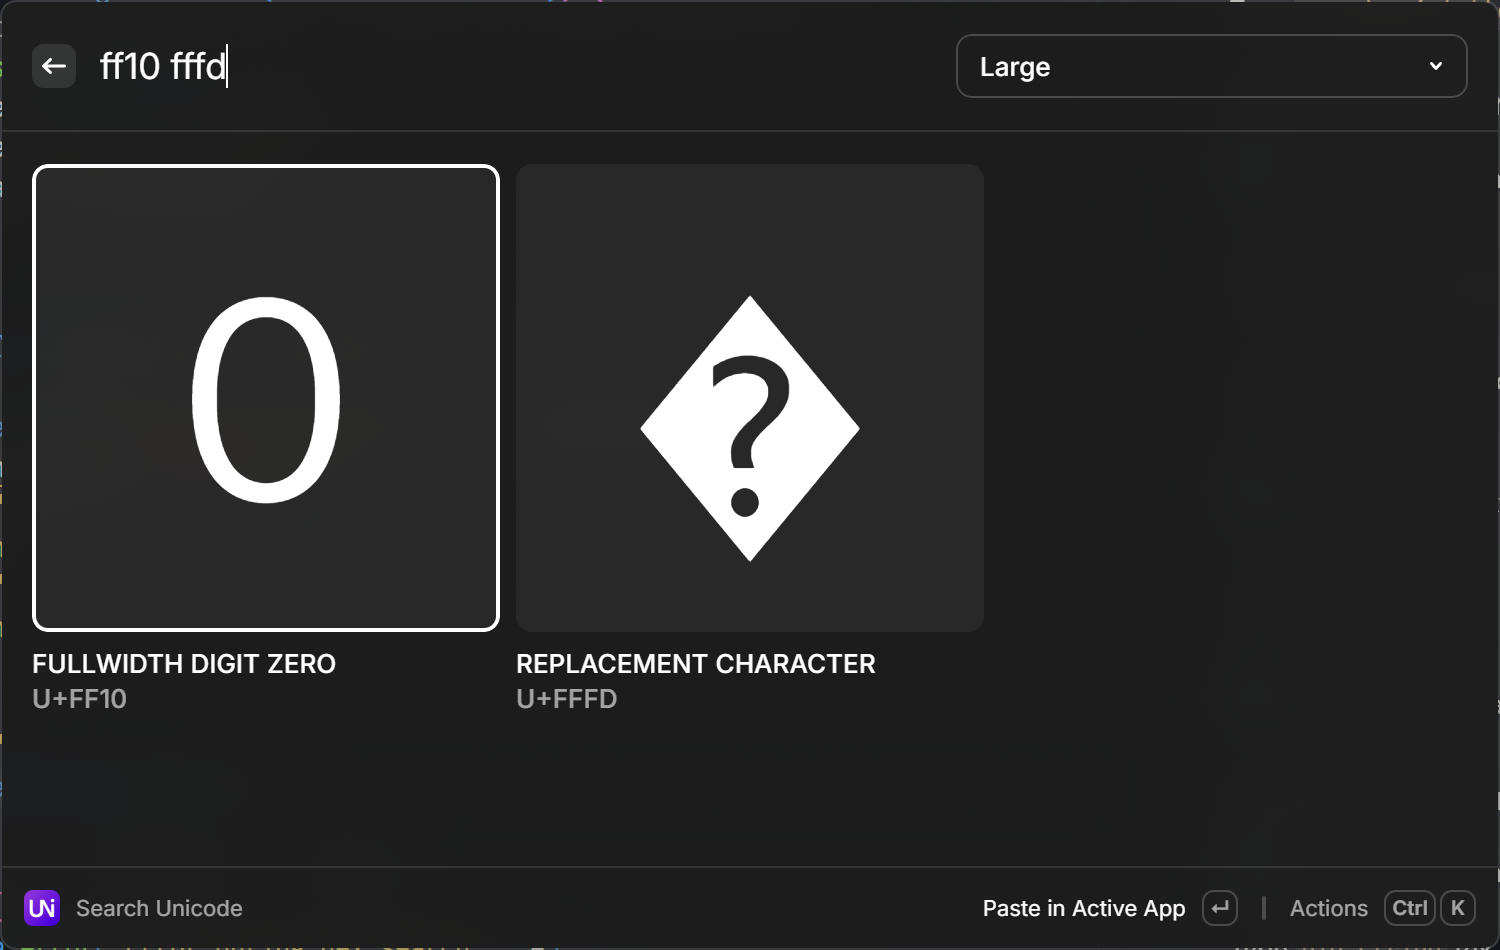 ff10 fffd
Large
0
�
FULLWIDTH DIGIT ZERO
U+FF10
REPLACEMENT CHARACTER
U+FFFD
UNi
Search Unicode
Paste in Active App
Actions
Ctrl
K